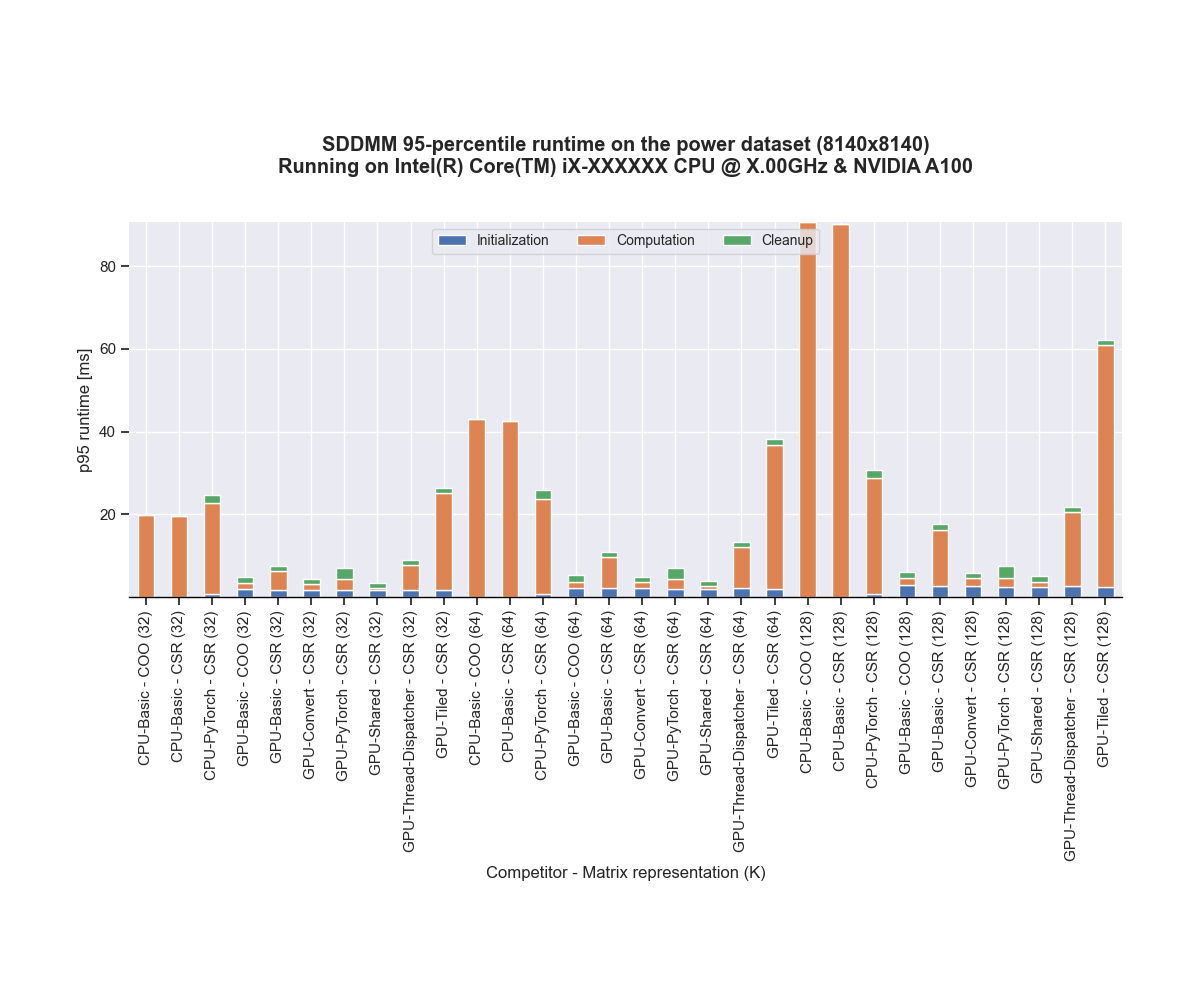 SDDMM 95-percentile runtime on the power dataset (8140x8140)
Running on Intel(R) Core(TM) iX-XXXXXX CPU @ X.00GHz & NVIDIA A100
Initialization
Computation
Cleanup
80
60
40
20
p95 runtime [ms]
CPU-Basic - COO (32)
CPU-Basic - CSR (32)
CPU-PyTorch - CSR (32)
GPU-Basic - COO (32)
GPU-Basic - CSR (32)
GPU-Convert - CSR (32)
GPU-PyTorch - CSR (32)
GPU-Shared - CSR (32)
GPU-Thread-Dispatcher - CSR (32)
GPU-Tiled - CSR (32)
CPU-Basic - COO (64)
CPU-Basic - CSR (64)
CPU-PyTorch - CSR (64)
GPU-Basic - COO (64)
GPU-Basic - CSR (64)
GPU-Convert - CSR (64)
GPU-PyTorch - CSR (64)
GPU-Shared - CSR (64)
GPU-Thread-Dispatcher - CSR (64)
GPU-Tiled - CSR (64)
CPU-Basic - COO (128)
CPU-Basic - CSR (128)
CPU-PyTorch - CSR (128)
GPU-Basic - COO (128)
GPU-Basic - CSR (128)
GPU-Convert - CSR (128)
GPU-PyTorch - CSR (128)
GPU-Shared - CSR (128)
GPU-Thread-Dispatcher - CSR (128)
GPU-Tiled - CSR (128)
Competitor - Matrix representation (K)